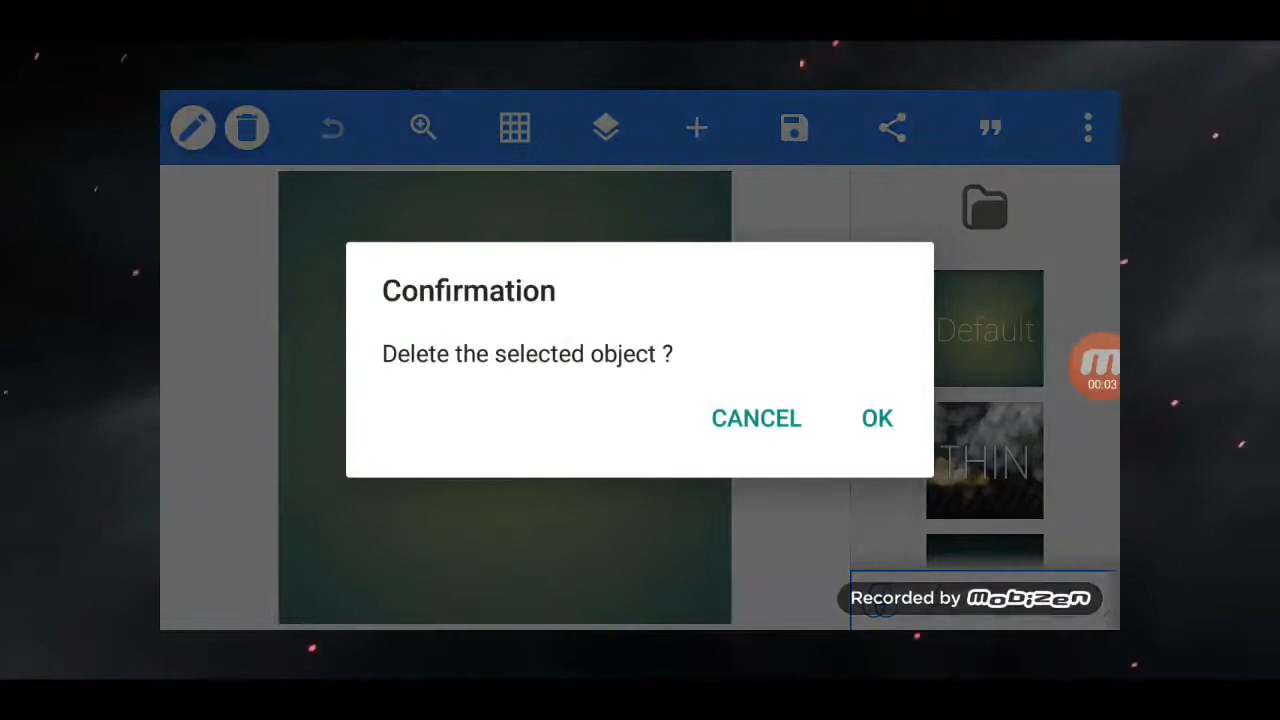 Confirmation
Delete the selected object ?
CANCEL
OK
Default
THIN
00:03
Recorded by mobizen